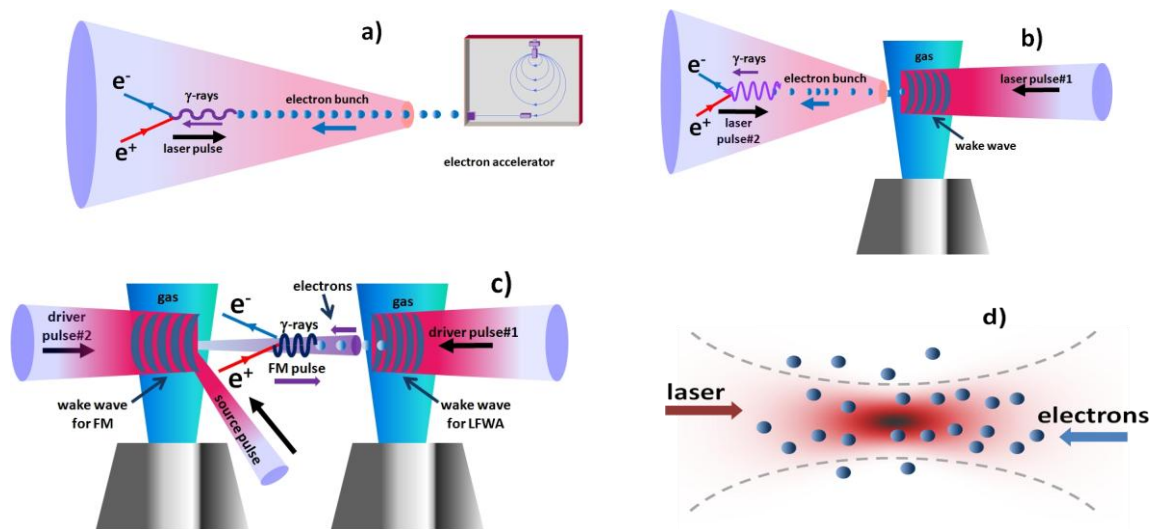 a)
e-
γ-rays
electron bunch
e+
laser pulse
electron accelerator
b)
gas
e-
γ-rays
electron bunch
laser pulse#1
e+
laser
pulse#2
wake wave
c)
gas
electrons
gas
driver
pulse#2
e-
γ-rays
driver pulse#1
e+
FM pulse
wake wave
for FM
source pulse
wake wave
for LFWA
d)
laser
electrons